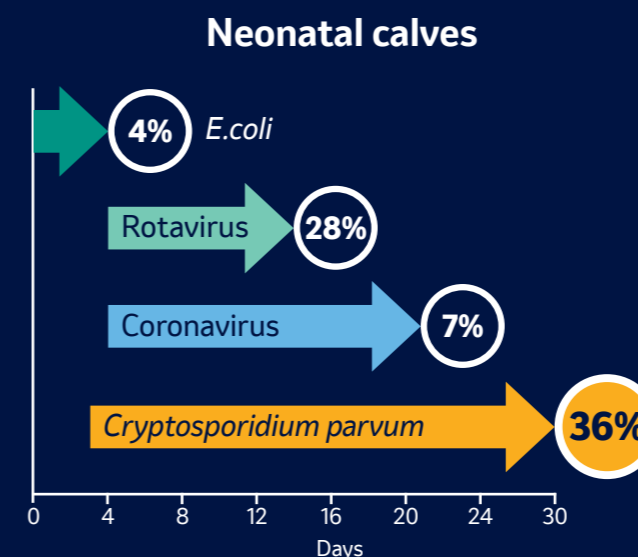 Neonatal calves
4% E.coli
Rotavirus 28%
Coronavirus 7%
Cryptosporidium parvum 36%
0 4 8 12 16 20 24 30
Days